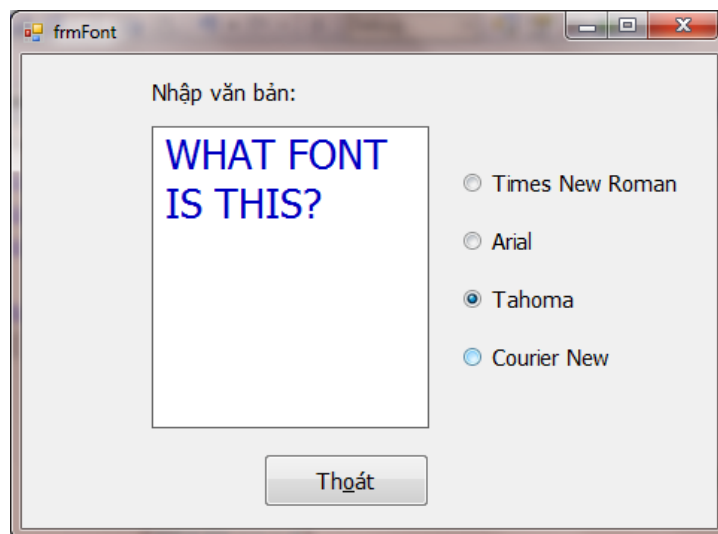 frmFont
Nhập văn bản:
WHAT FONT
IS THIS?
Times New Roman
Arial
Tahoma
Courier New
Thoát